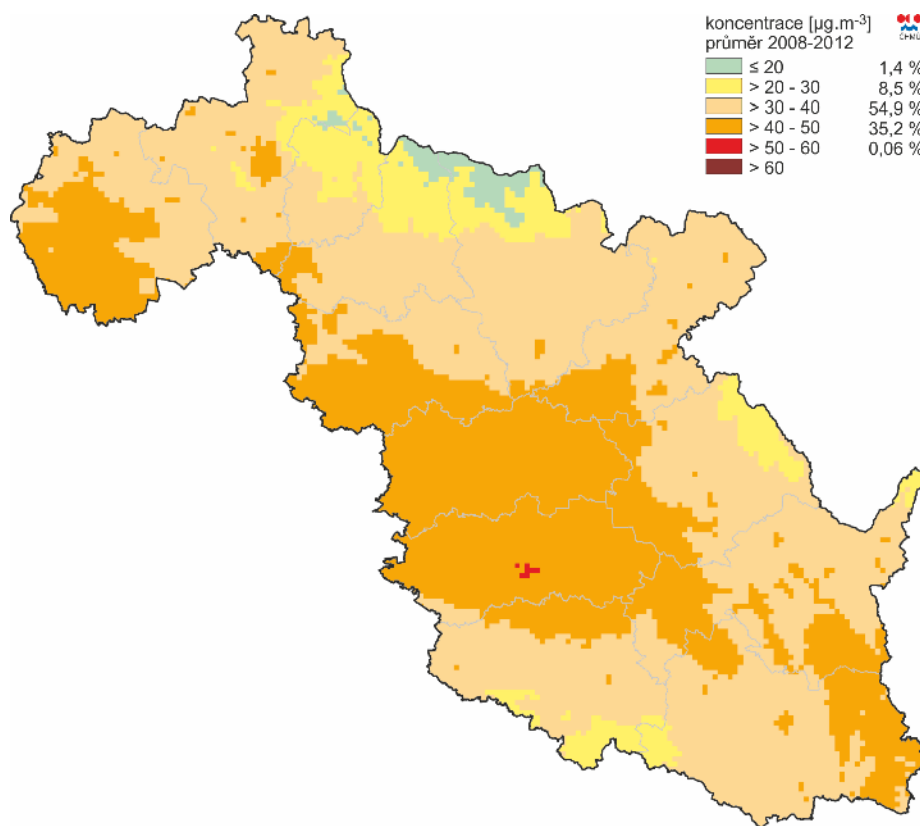 koncentrace [µg.m⁻³]
průměr 2008-2012
ČHMÚ
≤ 20 1,4 %
> 20 - 30 8,5 %
> 30 - 40 54,9 %
> 40 - 50 35,2 %
> 50 - 60 0,06 %
> 60